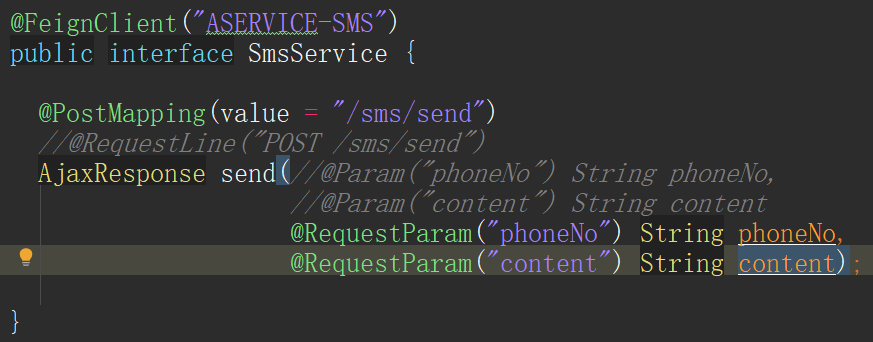 @FeignClient("ASERVICE-SMS")
public interface SmsService {
@PostMapping(value = "/sms/send")
//@RequestLine("POST /sms/send")
AjaxResponse send(//@Param("phoneNo") String phoneNo,
//@Param("content") String content
@RequestParam("phoneNo") String phoneNo,
@RequestParam("content") String content);
}